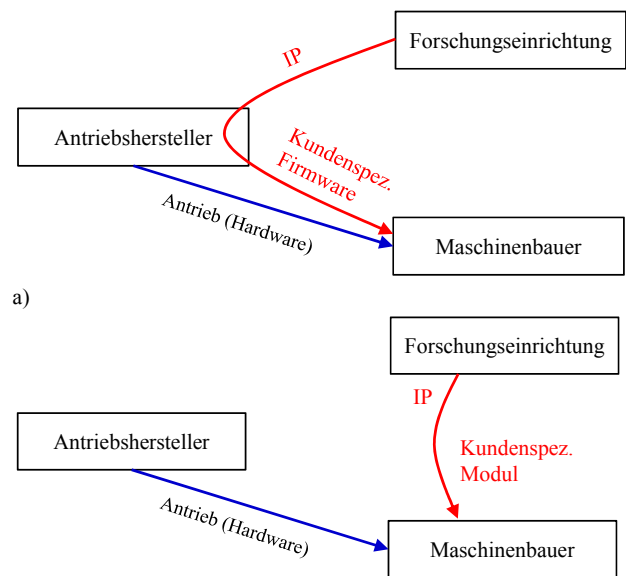 Forschungseinrichtung
IP
Antriebshersteller
Kundenspez.
Firmware
Antrieb (Hardware)
Maschinenbauer
a)
Forschungseinrichtung
IP
Antriebshersteller
Kundenspez.
Modul
Antrieb (Hardware)
Maschinenbauer